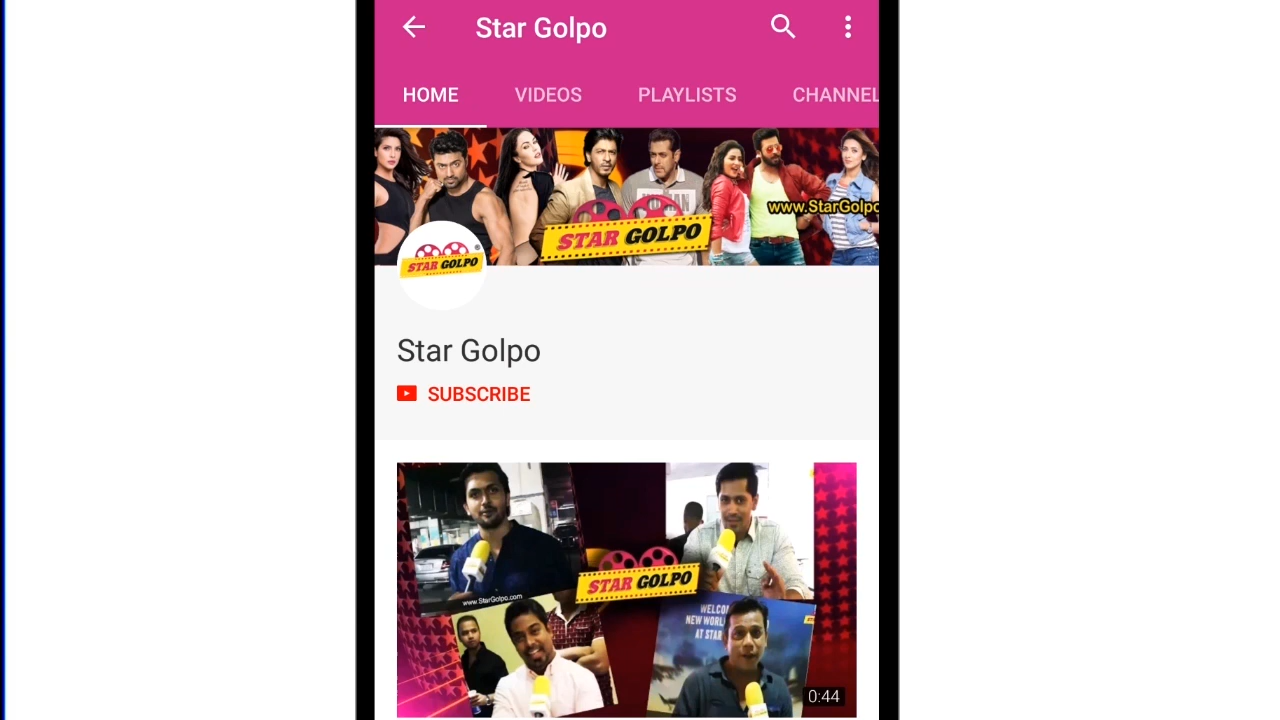 Star Golpo
HOME VIDEOS PLAYLISTS CHANNEL
www.StarGolpo
STAR GOLPO
STAR GOLPO®
Star Golpo
SUBSCRIBE
STAR GOLPO
www.StarGolpo.com
WELCO
NEW WORL
AT STAR
0:44